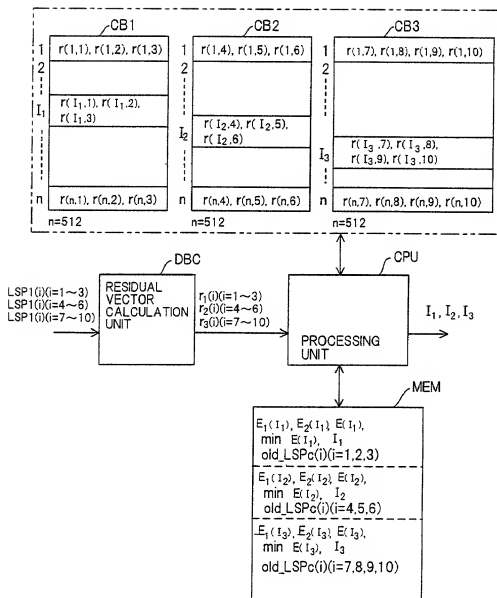 CB1 CB2 CB3
1 r(1,1), r(1,2), r(1,3) 1 r(1,4), r(1,5), r(1,6) 1 r(1,7), r(1,8), r(1,9), r(1,10)
2 2 2
I₁ r( I₁,1), r( I₁,2),
r( I₁,3)
I₂ r( I₂,4), r( I₂,5),
r( I₂,6)
I₃ r( I₃ ,7), r( I₃ ,8),
r( I₃,9), r( I₃ ,10)
n r(n,1), r(n,2), r(n,3) n r(n,4), r(n,5), r(n,6) n r(n,7), r(n,8), r(n,9), r(n,10)
n=512 n=512 n=512
DBC CPU
LSP1(i)(i=1~3)
LSP1(i)(i=4~6)
LSP1(i)(i=7~10)
RESIDUAL
VECTOR
CALCULATION
UNIT
r₁(i)(i=1~3)
r₂(i)(i=4~6)
r₃(i)(i=7~10)
PROCESSING
UNIT
I₁, I₂, I₃
MEM
E₁( I₁), E₂( I₁), E(I₁),
min E(I₁), I₁
old_LSPc(i)(i=1,2,3)
E₁( I₂), E₂( I₂), E(I₂),
min E(I₂), I₂
old_LSPc(i)(i=4,5,6)
E₁( I₃), E₂( I₃), E(I₃),
min E(I₃), I₃
old_LSPc(i)(i=7,8,9,10)